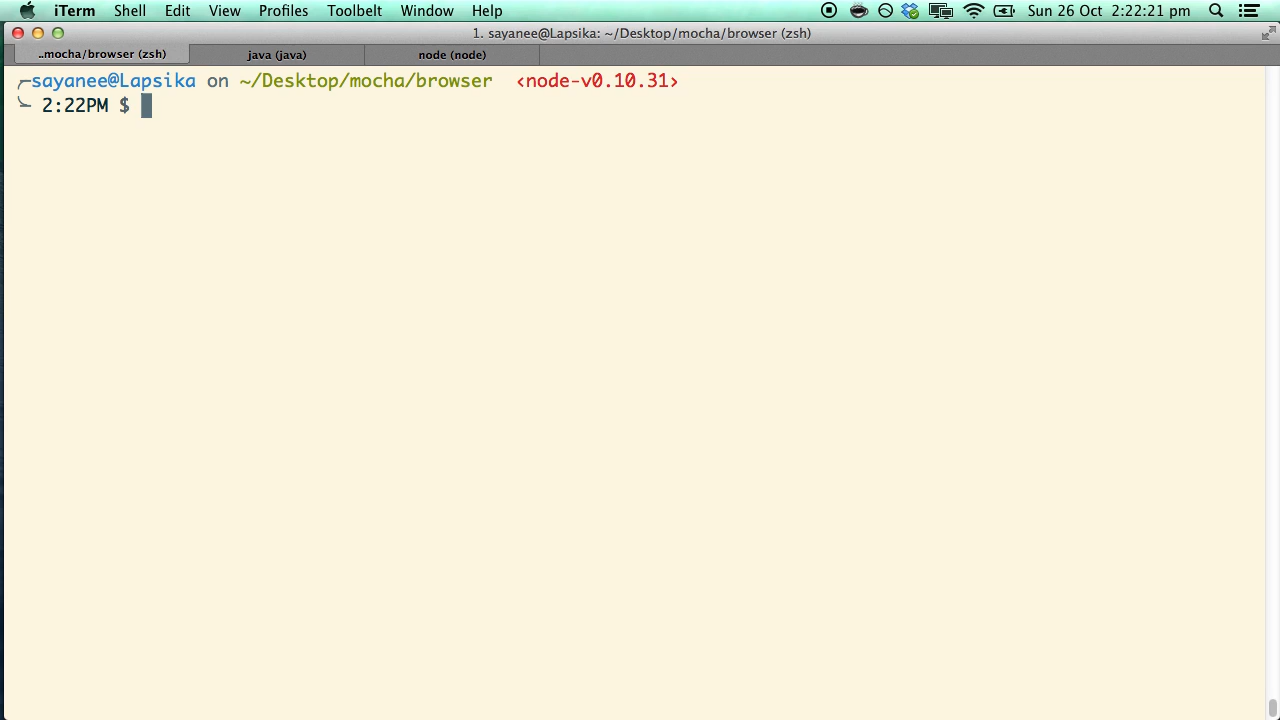 iTerm Shell Edit View Profiles Toolbelt Window Help Sun 26 Oct 2:22:21 pm
1. sayanee@Lapsika: ~/Desktop/mocha/browser (zsh)
..mocha/browser (zsh) java (java) node (node)
╭─sayanee@Lapsika on ~/Desktop/mocha/browser ‹node-v0.10.31›
╰─ 2:22PM $